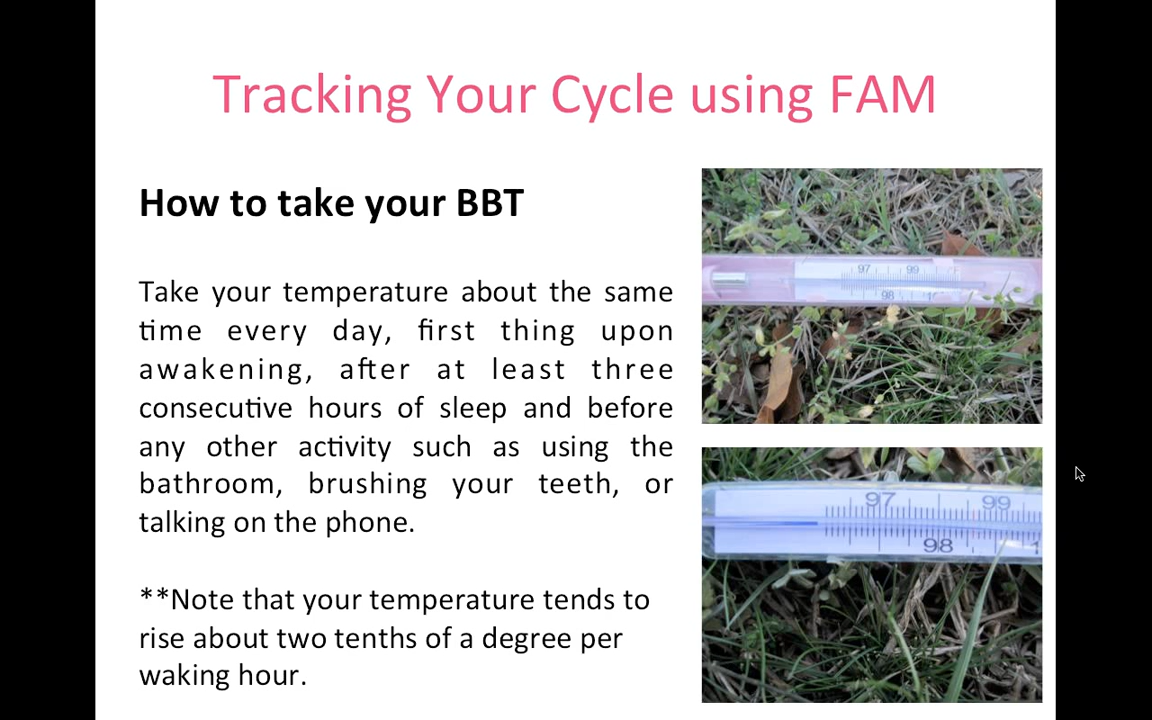 Tracking Your Cycle using FAM
How to take your BBT
Take your temperature about the same
time every day, first thing upon
awakening, after at least three
consecutive hours of sleep and before
any other activity such as using the
bathroom, brushing your teeth, or
talking on the phone.
**Note that your temperature tends to
rise about two tenths of a degree per
waking hour.
97 99
98
97 99
98 1